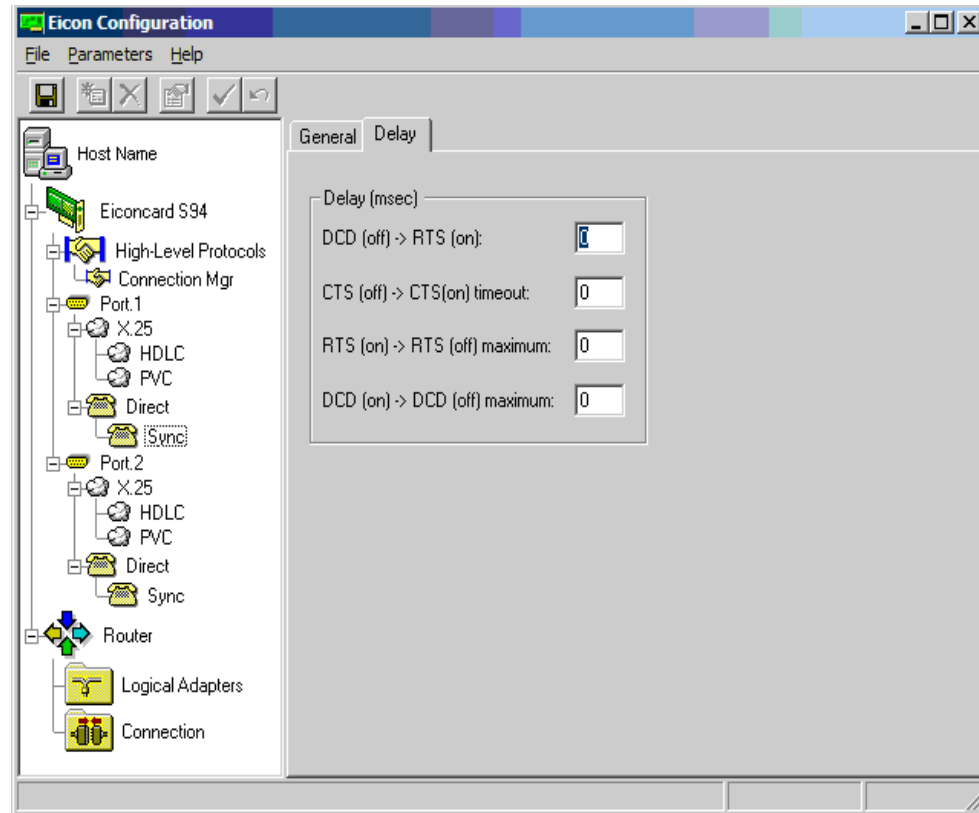 Eicon Configuration
File Parameters Help
Host Name
Eiconcard S94
High-Level Protocols
Connection Mgr
Port.1
X.25
HDLC
PVC
Direct
Sync
Port.2
X.25
HDLC
PVC
Direct
Sync
Router
Logical Adapters
Connection
General Delay
Delay (msec)
DCD (off) -> RTS (on): 0
CTS (off) -> CTS(on) timeout: 0
RTS (on) -> RTS (off) maximum: 0
DCD (on) -> DCD (off) maximum: 0